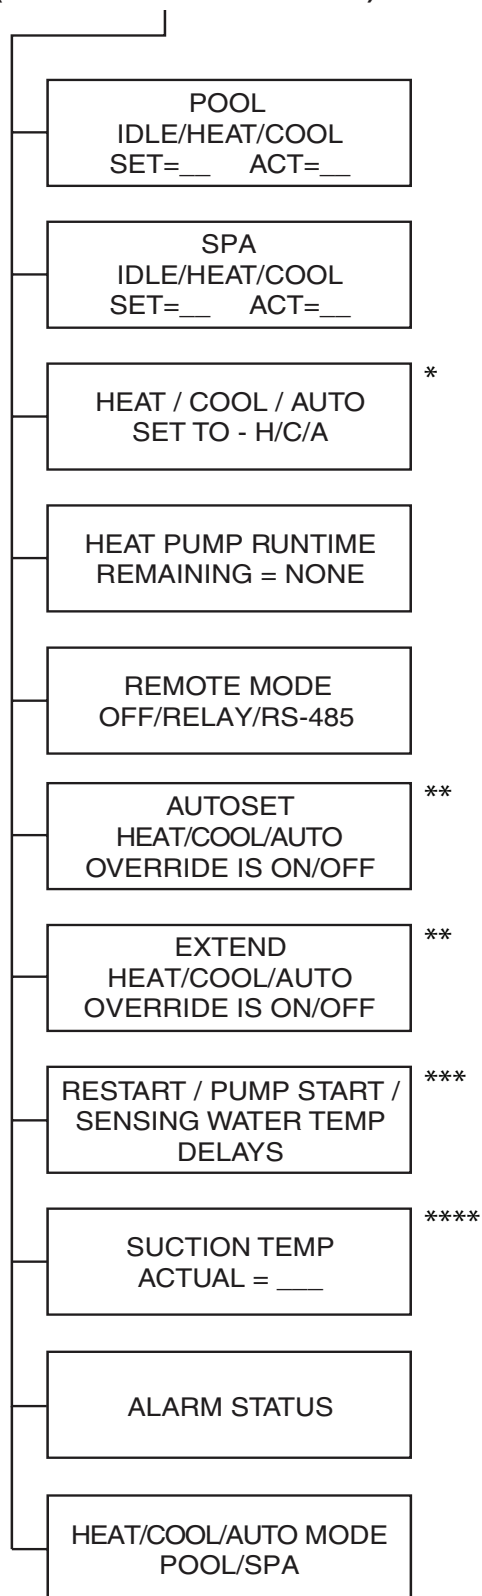 POOL
IDLE/HEAT/COOL
SET=__ ACT=__
SPA
IDLE/HEAT/COOL
SET=__ ACT=__
*
HEAT / COOL / AUTO
SET TO - H/C/A
HEAT PUMP RUNTIME
REMAINING = NONE
REMOTE MODE
OFF/RELAY/RS-485
**
AUTOSET
HEAT/COOL/AUTO
OVERRIDE IS ON/OFF
**
EXTEND
HEAT/COOL/AUTO
OVERRIDE IS ON/OFF
***
RESTART / PUMP START /
SENSING WATER TEMP
DELAYS
****
SUCTION TEMP
ACTUAL = ___
ALARM STATUS
HEAT/COOL/AUTO MODE
POOL/SPA